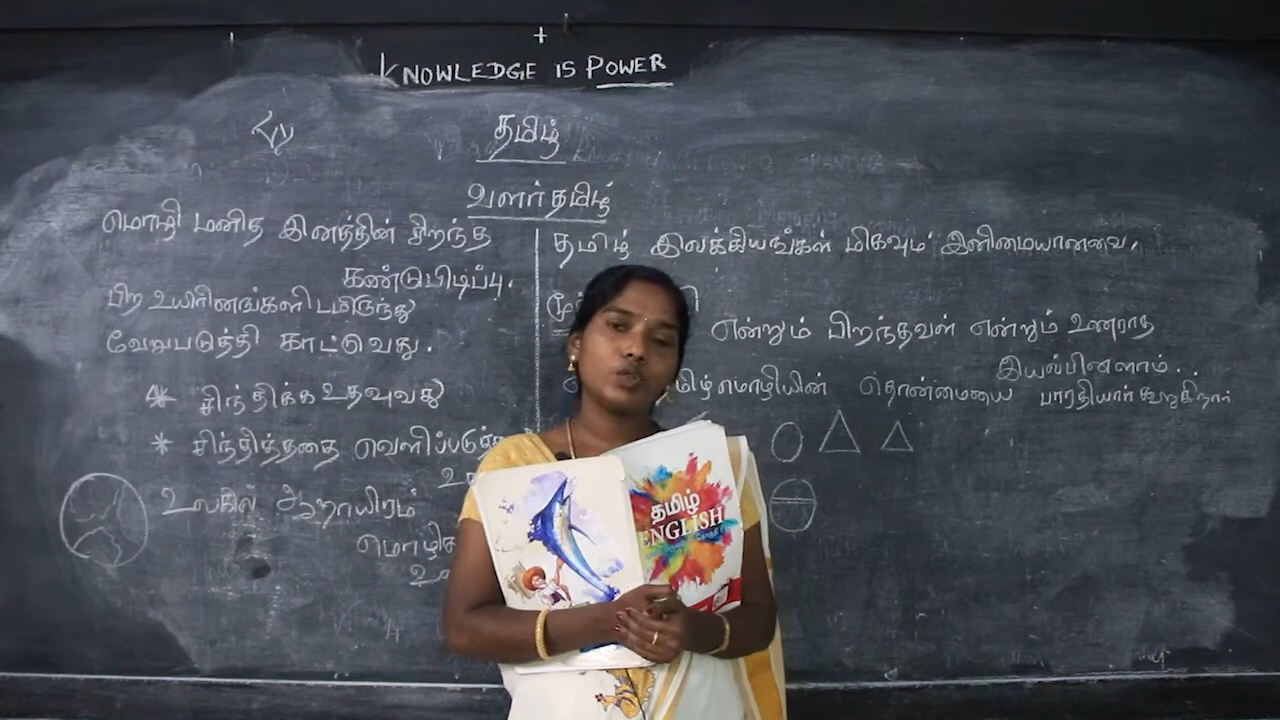 KNOWLEDGE IS POWER
தமிழ்
வளர்தமிழ்
மொழி மனித இனத்தின் சிறந்த
கண்டுபிடிப்பு.
பிற உயிரினங்களிடமிருந்து
வேறுபடுத்தி காட்டுவது.
* சிந்திக்க உதவுவது
* சிந்தித்ததை
உலகில் ஆறாயிரம்
தமிழ் இலக்கியங்கள் மிகவும் இனிமையானவை.
என்றும் பிறந்தவள் என்றும் உணராத
இயல்பினளாம்..
தொன்மையை பாரதியார் கூறுகிறார்
தமிழ்
ENGLISH